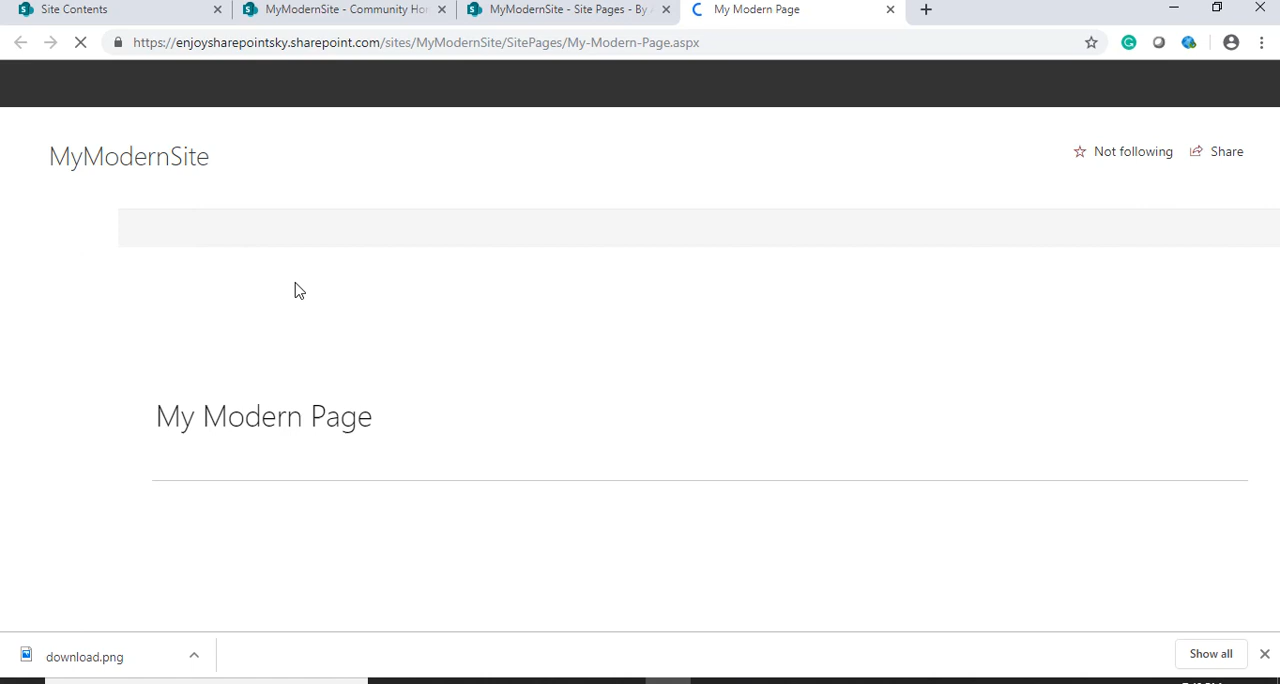 Site Contents
MyModernSite - Community Ho
MyModernSite - Site Pages - By
My Modern Page
https://enjoysharepointsky.sharepoint.com/sites/MyModernSite/SitePages/My-Modern-Page.aspx
MyModernSite
Not following
Share
My Modern Page
download.png
Show all